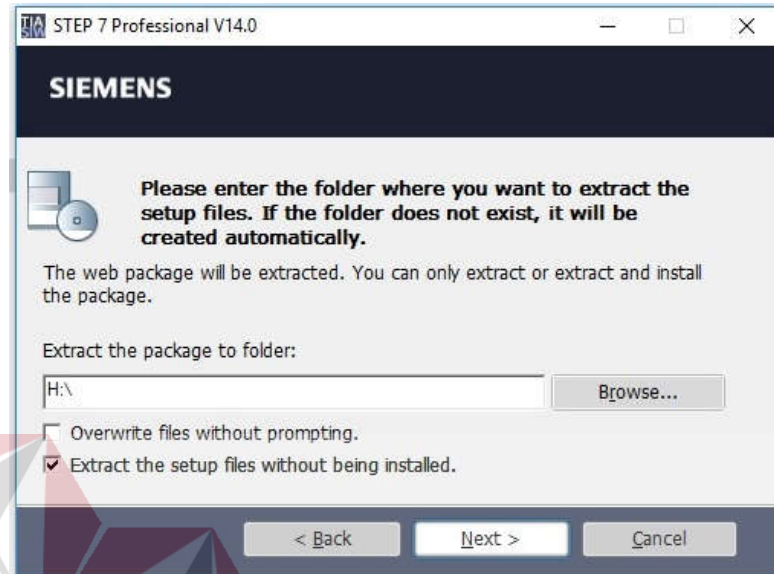 STEP 7 Professional V14.0
SIEMENS
Please enter the folder where you want to extract the
setup files. If the folder does not exist, it will be
created automatically.
The web package will be extracted. You can only extract or extract and install
the package.
Extract the package to folder:
H:\
Browse...
Overwrite files without prompting.
Extract the setup files without being installed.
< Back
Next >
Cancel